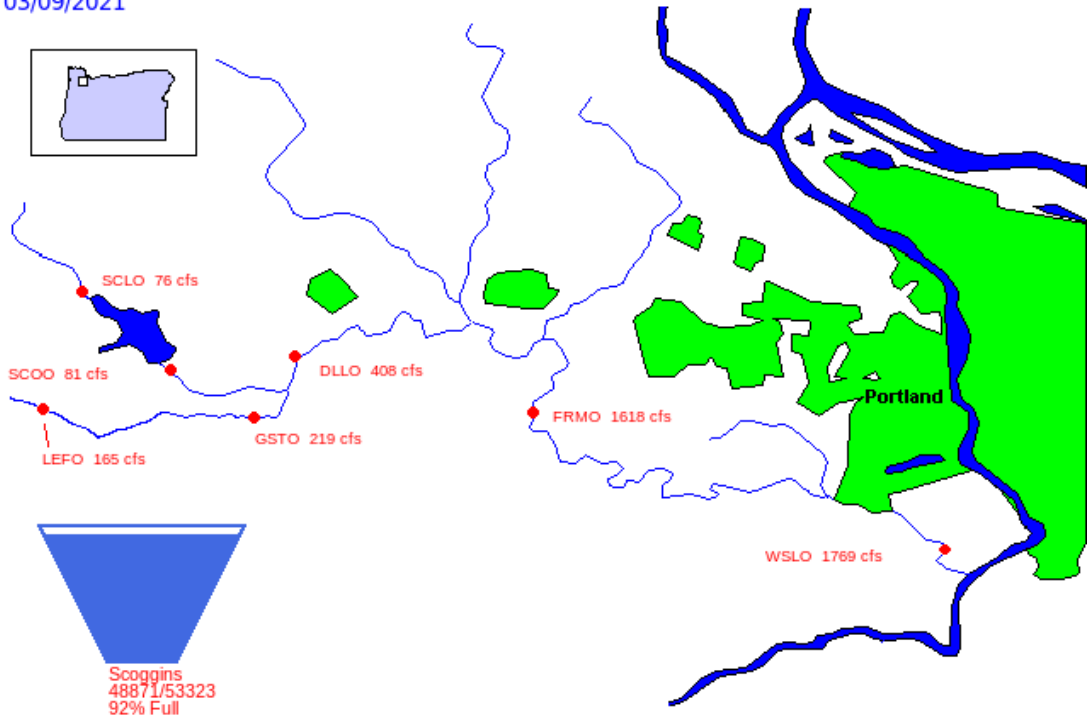 03/09/2021
SCLO 76 cfs
SCOO 81 cfs
DLLO 408 cfs
Portland
FRMO 1618 cfs
GSTO 219 cfs
LEFO 165 cfs
WSLO 1769 cfs
Scoggins
48871/53323
92% Full